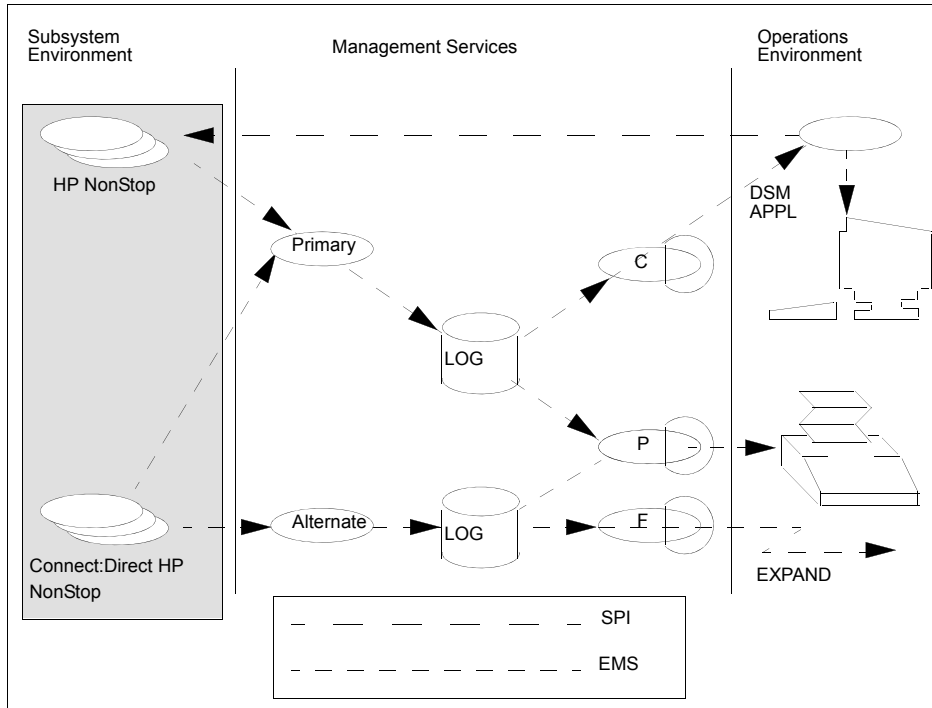 Subsystem
Environment
Management Services
Operations
Environment
HP NonStop
DSM
APPL
Primary
C
LOG
P
Alternate
LOG
F
Connect:Direct HP
NonStop
EXPAND
SPI
EMS